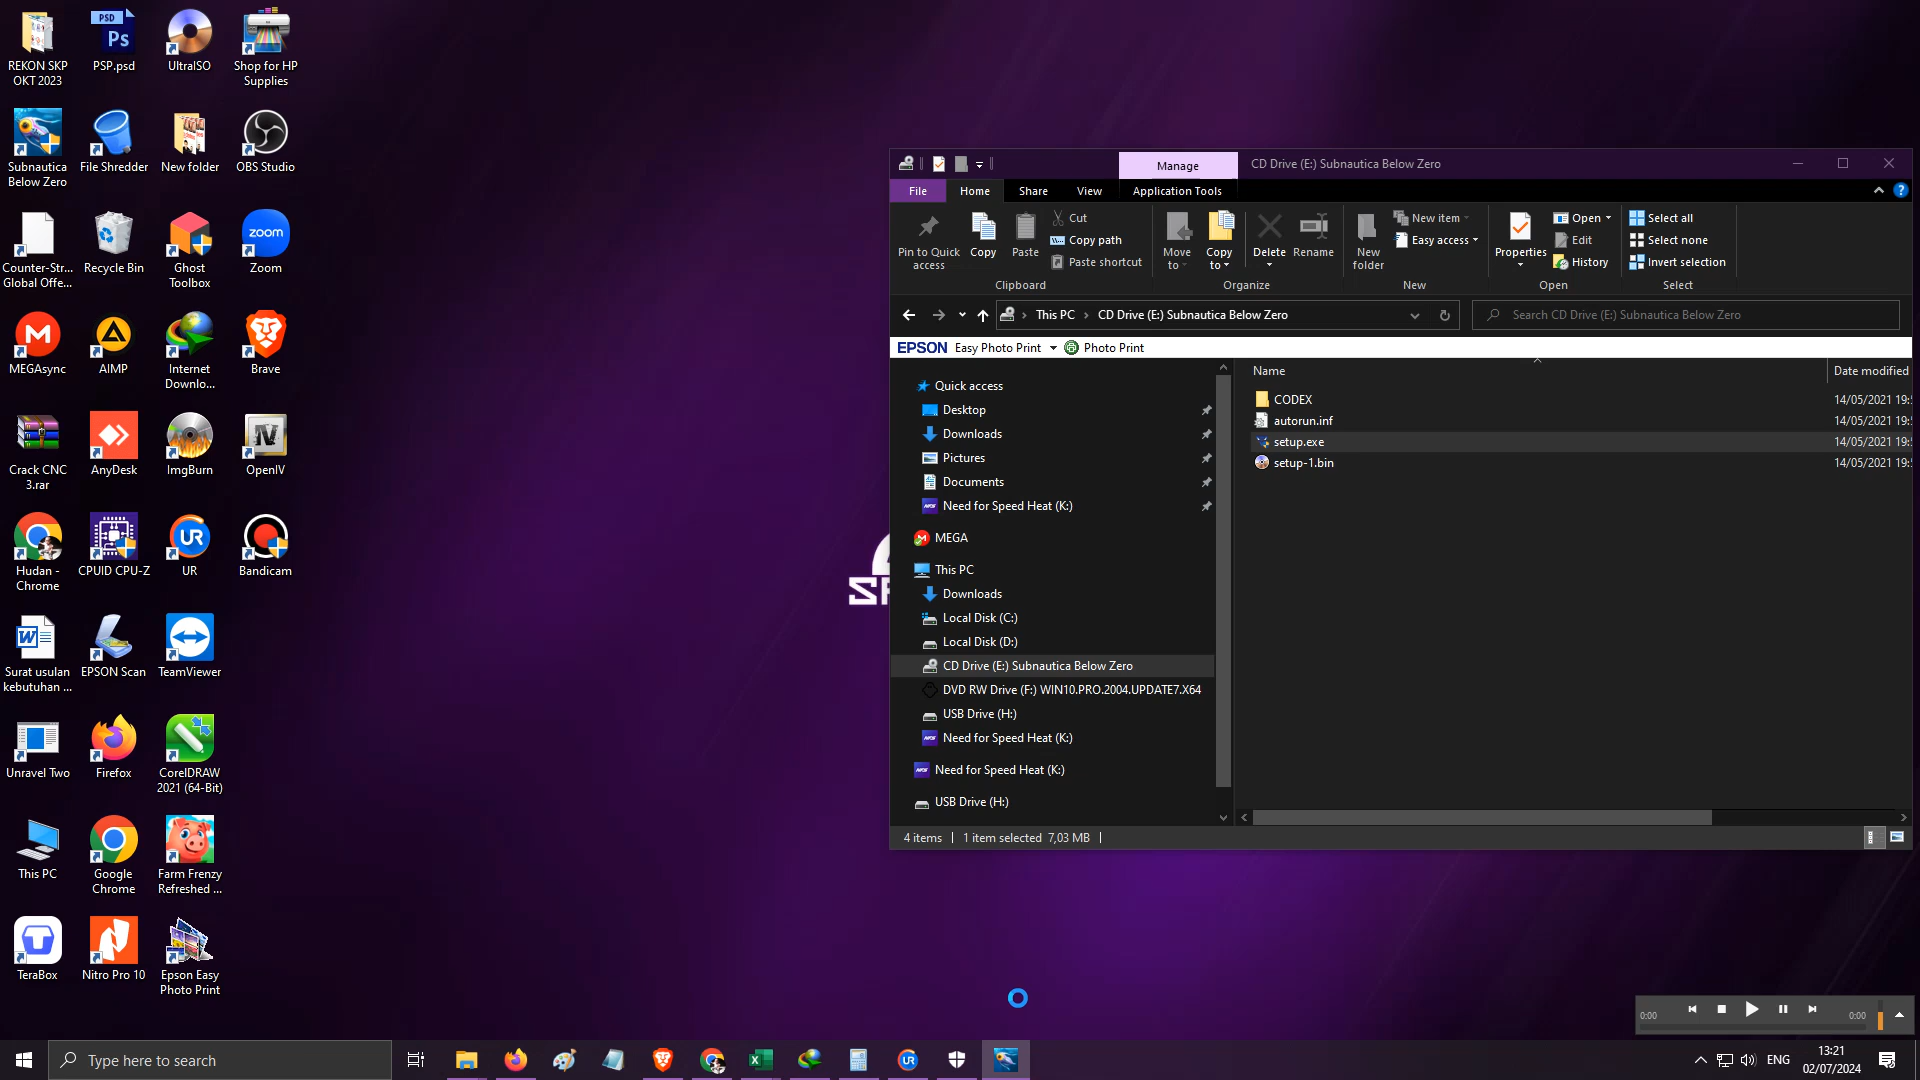 REKON SKP
OKT 2023
PSP.psd
UltraISO
Shop for HP
Supplies
Subnautica
Below Zero
File Shredder
New folder
OBS Studio
Counter-Str...
Global Offe...
Recycle Bin
Ghost
Toolbox
zoom
Zoom
MEGAsync
AIMP
Internet
Downlo...
Brave
Crack CNC
3.rar
AnyDesk
ImgBurn
OpenIV
Hudan -
Chrome
CPUID CPU-Z
UR
Bandicam
Surat usulan
kebutuhan ...
EPSON Scan
TeamViewer
Unravel Two
Firefox
CorelDRAW
2021 (64-Bit)
This PC
Google
Chrome
Farm Frenzy
Refreshed ...
TeraBox
Nitro Pro 10
Epson Easy
Photo Print
Manage
CD Drive (E:) Subnautica Below Zero
File
Home
Share
View
Application Tools
Pin to Quick
access
Copy
Paste
Cut
Copy path
Paste shortcut
Clipboard
Move
to
Copy
to
Delete
Rename
Organize
New
folder
New item
Easy access
New
Properties
Open
Edit
History
Open
Select all
Select none
Invert selection
Select
This PC
CD Drive (E:) Subnautica Below Zero
Search CD Drive (E:) Subnautica Below Zero
EPSON Easy Photo Print Photo Print
Quick access
Desktop
Downloads
Pictures
Documents
Need for Speed Heat (K:)
MEGA
This PC
Downloads
Local Disk (C:)
Local Disk (D:)
CD Drive (E:) Subnautica Below Zero
DVD RW Drive (F:) WIN10.PRO.2004.UPDATE7.X64
USB Drive (H:)
Need for Speed Heat (K:)
Need for Speed Heat (K:)
USB Drive (H:)
Name
Date modified
CODEX
14/05/2021 19:5
autorun.inf
14/05/2021 19:5
setup.exe
14/05/2021 19:5
setup-1.bin
14/05/2021 19:5
4 items
1 item selected 7,03 MB
0:00
0:00
Type here to search
ENG
13:21
02/07/2024